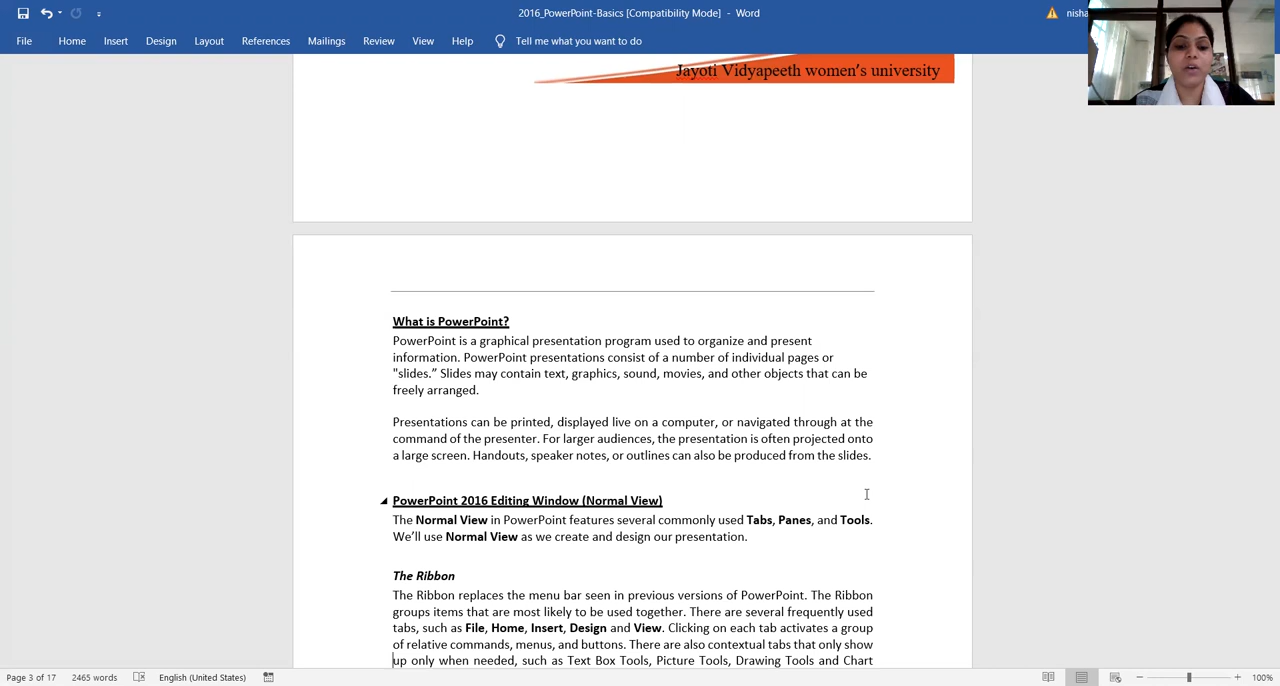 2016_PowerPoint-Basics [Compatibility Mode] - Word
nisha
File Home Insert Design Layout References Mailings Review View Help Tell me what you want to do
Jayoti Vidyapeeth women's university
What is PowerPoint?
PowerPoint is a graphical presentation program used to organize and present
information. PowerPoint presentations consist of a number of individual pages or
"slides.” Slides may contain text, graphics, sound, movies, and other objects that can be
freely arranged.
Presentations can be printed, displayed live on a computer, or navigated through at the
command of the presenter. For larger audiences, the presentation is often projected onto
a large screen. Handouts, speaker notes, or outlines can also be produced from the slides.
PowerPoint 2016 Editing Window (Normal View)
The Normal View in PowerPoint features several commonly used Tabs, Panes, and Tools.
We’ll use Normal View as we create and design our presentation.
The Ribbon
The Ribbon replaces the menu bar seen in previous versions of PowerPoint. The Ribbon
groups items that are most likely to be used together. There are several frequently used
tabs, such as File, Home, Insert, Design and View. Clicking on each tab activates a group
of relative commands, menus, and buttons. There are also contextual tabs that only show
up only when needed, such as Text Box Tools, Picture Tools, Drawing Tools and Chart
Page 3 of 17 2465 words English (United States) 100%